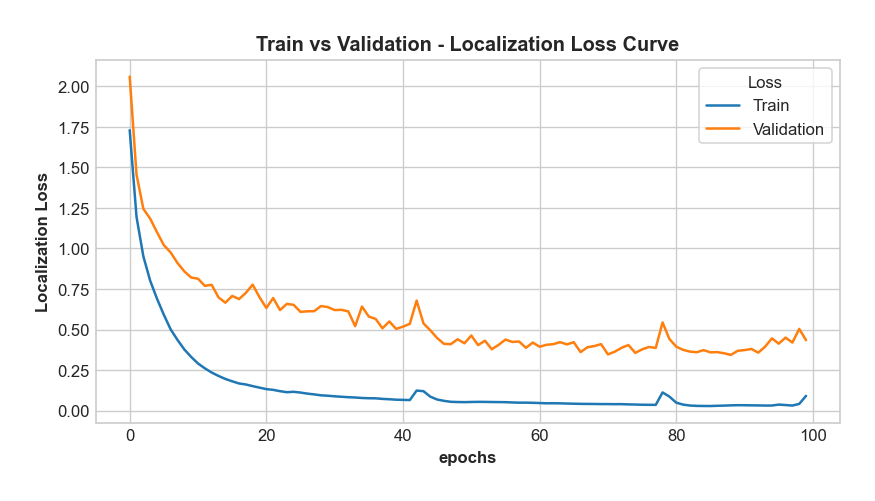 Train vs Validation - Localization Loss Curve
Loss
Train
Validation
Localization Loss
2.00
1.75
1.50
1.25
1.00
0.75
0.50
0.25
0.00
0 20 40 60 80 100
epochs